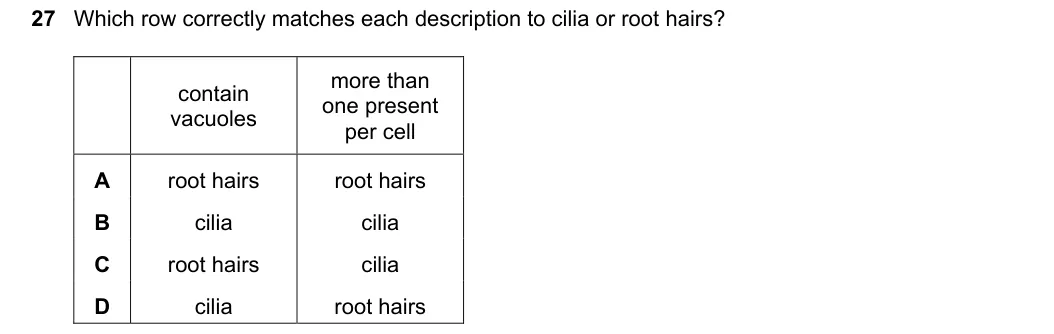 27 Which row correctly matches each description to cilia or root hairs?
contain
vacuoles
more than
one present
per cell
A root hairs root hairs
B cilia cilia
C root hairs cilia
D cilia root hairs